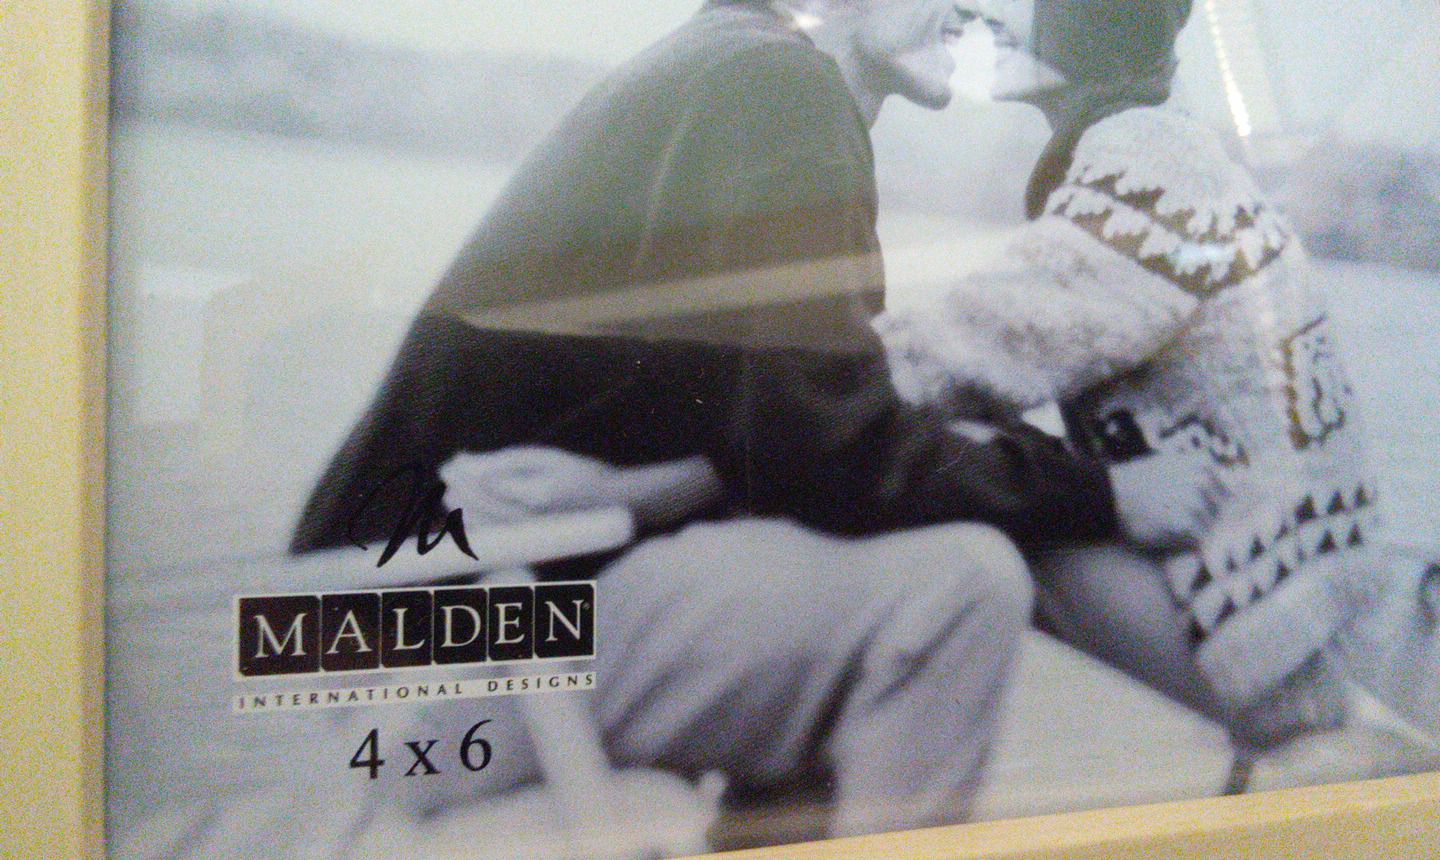 M
MALDEN®
INTERNATIONAL DESIGNS
4 x 6